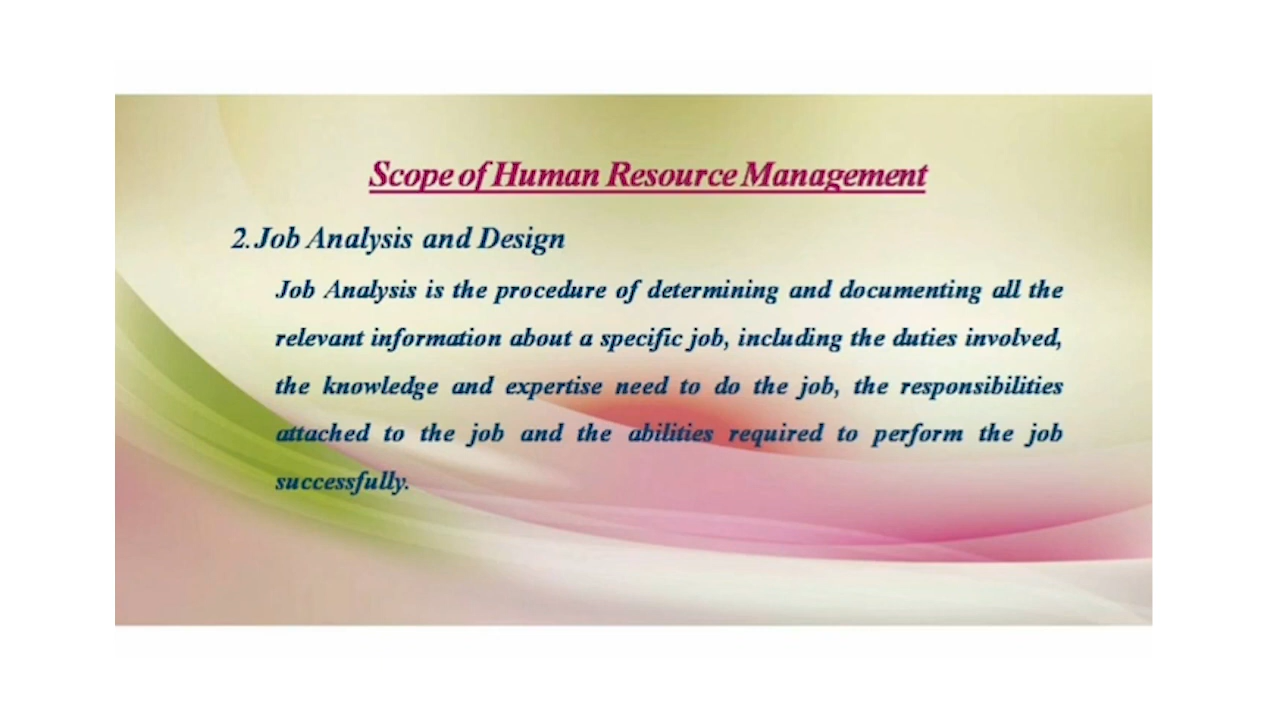 Scope of Human Resource Management
2. Job Analysis and Design
Job Analysis is the procedure of determining and documenting all the
relevant information about a specific job, including the duties involved,
the knowledge and expertise need to do the job, the responsibilities
attached to the job and the abilities required to perform the job
successfully.